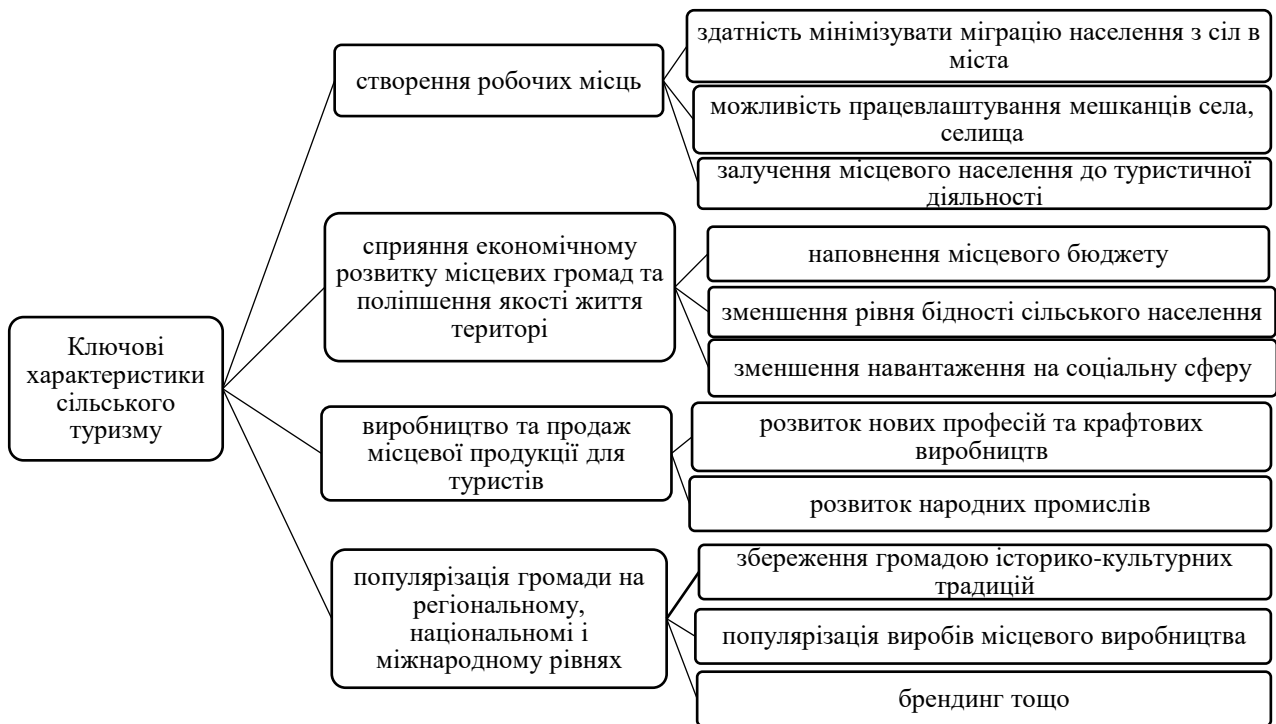 Ключові
характеристики
сільського
туризму
створення робочих місць
здатність мінімізувати міграцію населення з сіл в
міста
можливість працевлаштування мешканців села,
селища
залучення місцевого населення до туристичної
діяльності
сприяння економічному
розвитку місцевих громад та
поліпшення якості життя
територі
наповнення місцевого бюджету
зменшення рівня бідності сільського населення
зменшення навантаження на соціальну сферу
виробництво та продаж
місцевої продукції для
туристів
розвиток нових професій та крафтових
виробництв
розвиток народних промислів
популярізація громади на
регіональному,
національномі і
міжнародному рівнях
збереження громадою історико-культурних
традицій
популярізація виробів місцевого виробництва
брендинг тощо